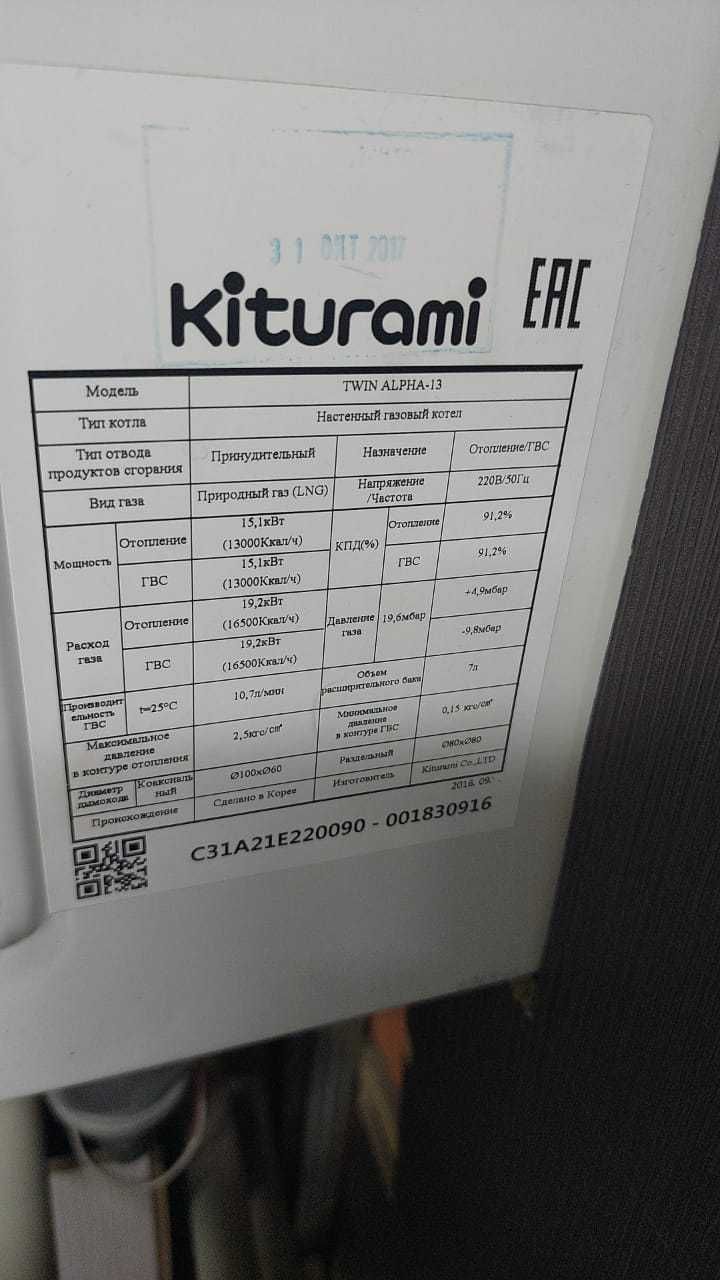 31 ОКТ 2017
Kiturami EAC
Модель TWIN ALPHA-13
Тип котла Настенный газовый котел
Тип отвода продуктов сгорания Принудительный Назначение Отопление/ГВС
Вид газа Природный газ (LNG) Напряжение /Частота 220В/50Гц
Мощность Отопление 15,1кВт (13000Ккал/ч) КПД(%) Отопление 91,2%
ГВС 15,1кВт (13000Ккал/ч) ГВС 91,2%
Расход газа Отопление 19,2кВт (16500Ккал/ч) Давление газа 19,6мбар +4,9мбар
ГВС 19,2кВт (16500Ккал/ч) -9,8мбар
Производительность ГВС t=25°C 10,7л/мин Объем расширительного бака 7л
Максимальное давление в контуре отопления 2,5кгс/cm² Минимальное давление в контуре ГВС 0,15 кгс/cm²
Диаметр дымохода Коаксиальный Ø100xØ60 Раздельный Ø80xØ80
Происхождение Сделано в Корее Изготовитель Kiturami Co.,LTD
2016. 09.
C31A21E220090 - 001830916